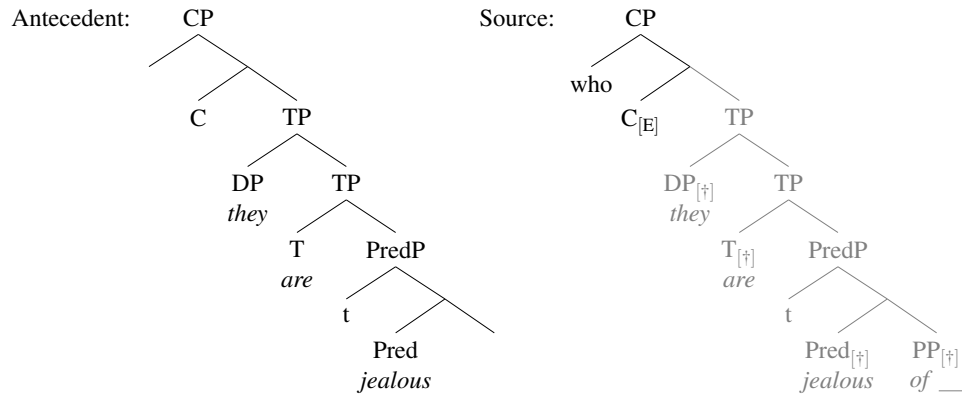 Antecedent: CP Source: CP
who
C TP C[E] TP
DP TP DP[†] TP
they they
T PredP T[†] PredP
are are
t t
Pred Pred[†] PP[†]
jealous jealous of __